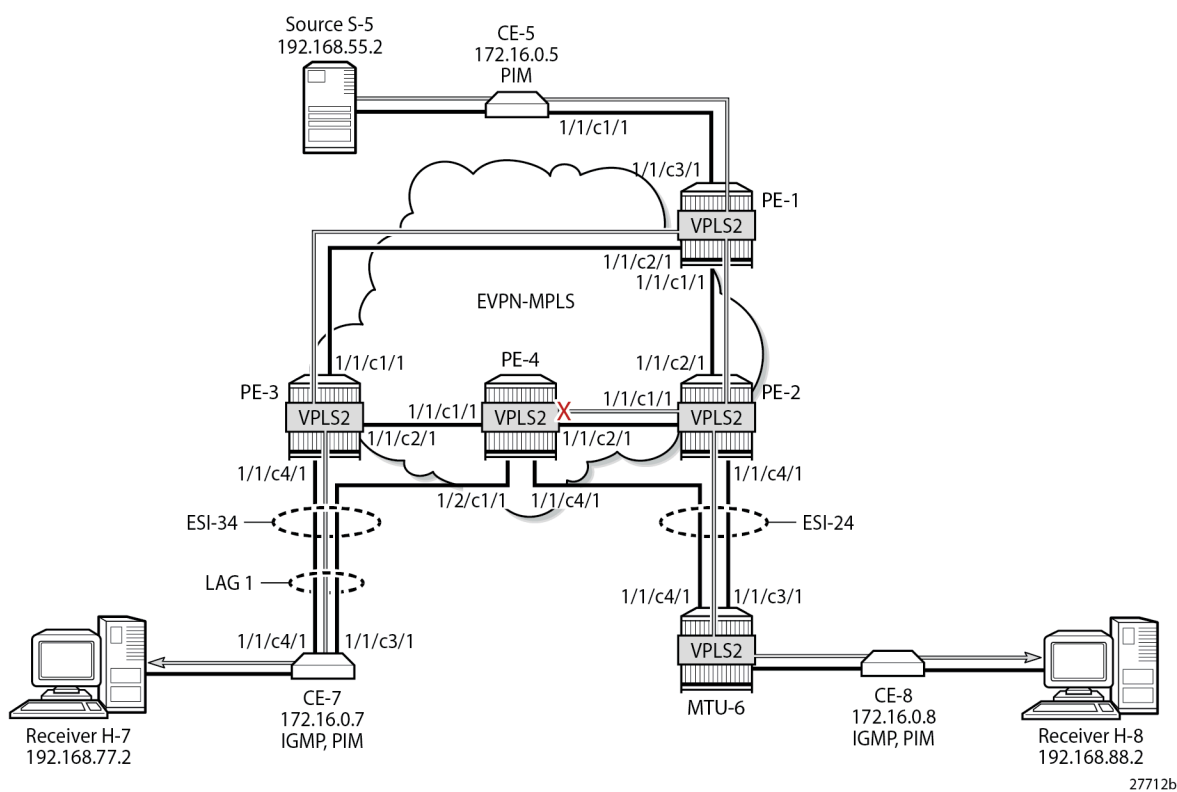 Source S-5
192.168.55.2
CE-5
172.16.0.5
PIM
1/1/c1/1
1/1/c3/1
PE-1
VPLS2
1/1/c2/1
1/1/c1/1
EVPN-MPLS
1/1/c1/1
PE-4
1/1/c2/1
PE-3
PE-2
VPLS2
1/1/c1/1
VPLS2
X
1/1/c1/1
VPLS2
1/1/c2/1
1/1/c2/1
1/1/c4/1
1/1/c4/1
1/2/c1/1
1/1/c4/1
ESI-34
ESI-24
LAG 1
1/1/c4/1
1/1/c3/1
1/1/c4/1
1/1/c3/1
VPLS2
MTU-6
CE-7
172.16.0.7
IGMP, PIM
CE-8
172.16.0.8
IGMP, PIM
Receiver H-7
192.168.77.2
Receiver H-8
192.168.88.2
27712b